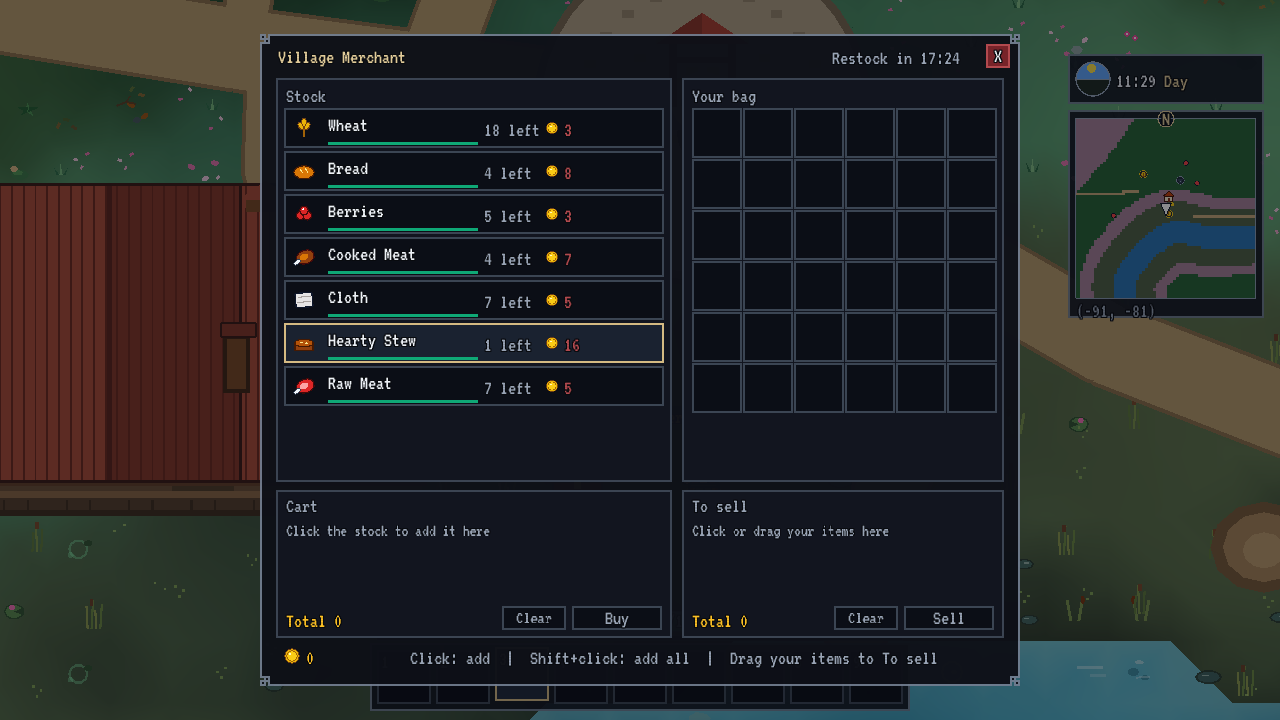 Village Merchant
Restock in 17:24
X
Stock
Wheat 18 left 3
Bread 4 left 8
Berries 5 left 3
Cooked Meat 4 left 7
Cloth 7 left 5
Hearty Stew 1 left 16
Raw Meat 7 left 5
Your bag
Cart
Click the stock to add it here
Total 0
Clear
Buy
To sell
Click or drag your items here
Total 0
Clear
Sell
0
Click: add | Shift+click: add all | Drag your items to To sell
11:29 Day
N
(-91, -81)